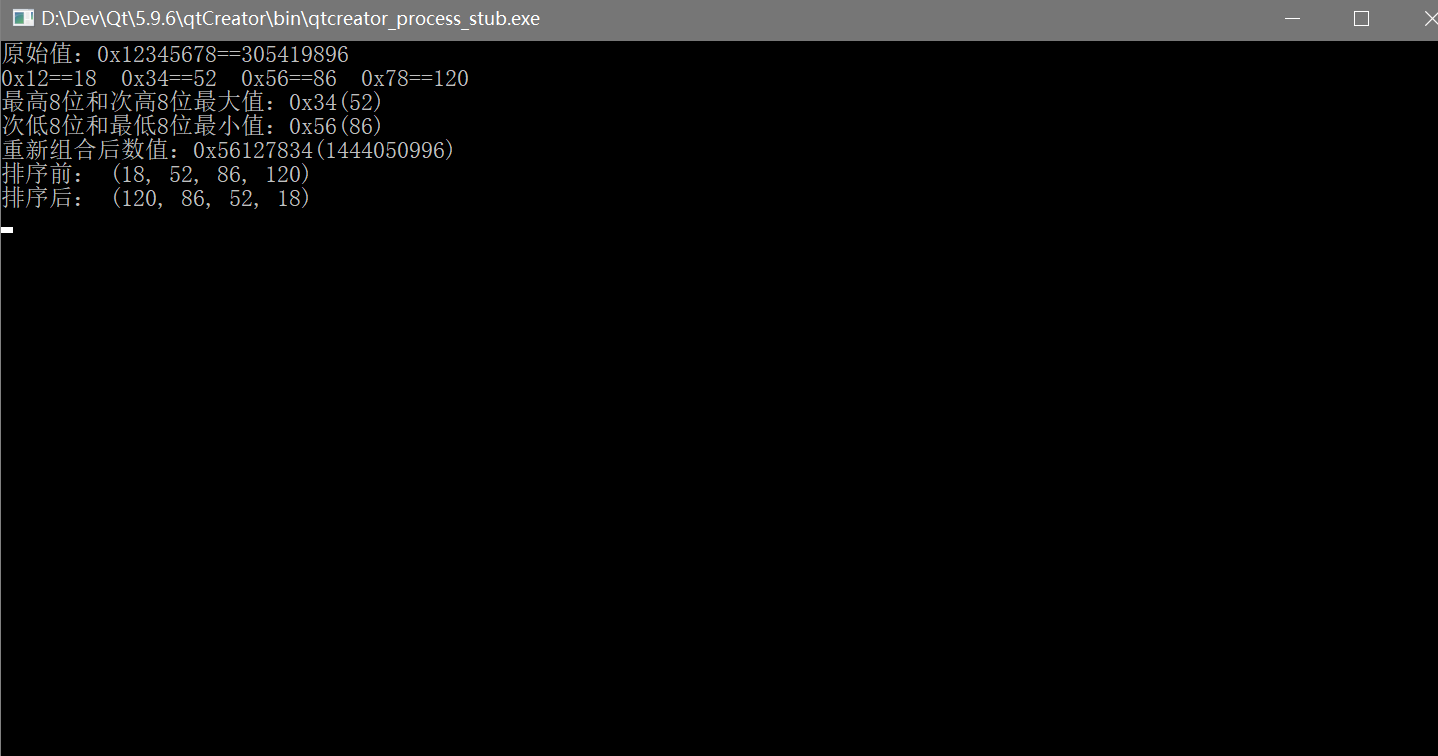 D:\Dev\Qt\5.9.6\qtCreator\bin\qtcreator_process_stub.exe
原始值：0x12345678==305419896
0x12==18  0x34==52  0x56==86  0x78==120
最高8位和次高8位最大值：0x34(52)
次低8位和最低8位最小值：0x56(86)
重新组合后数值：0x56127834(1444050996)
排序前： (18, 52, 86, 120)
排序后： (120, 86, 52, 18)